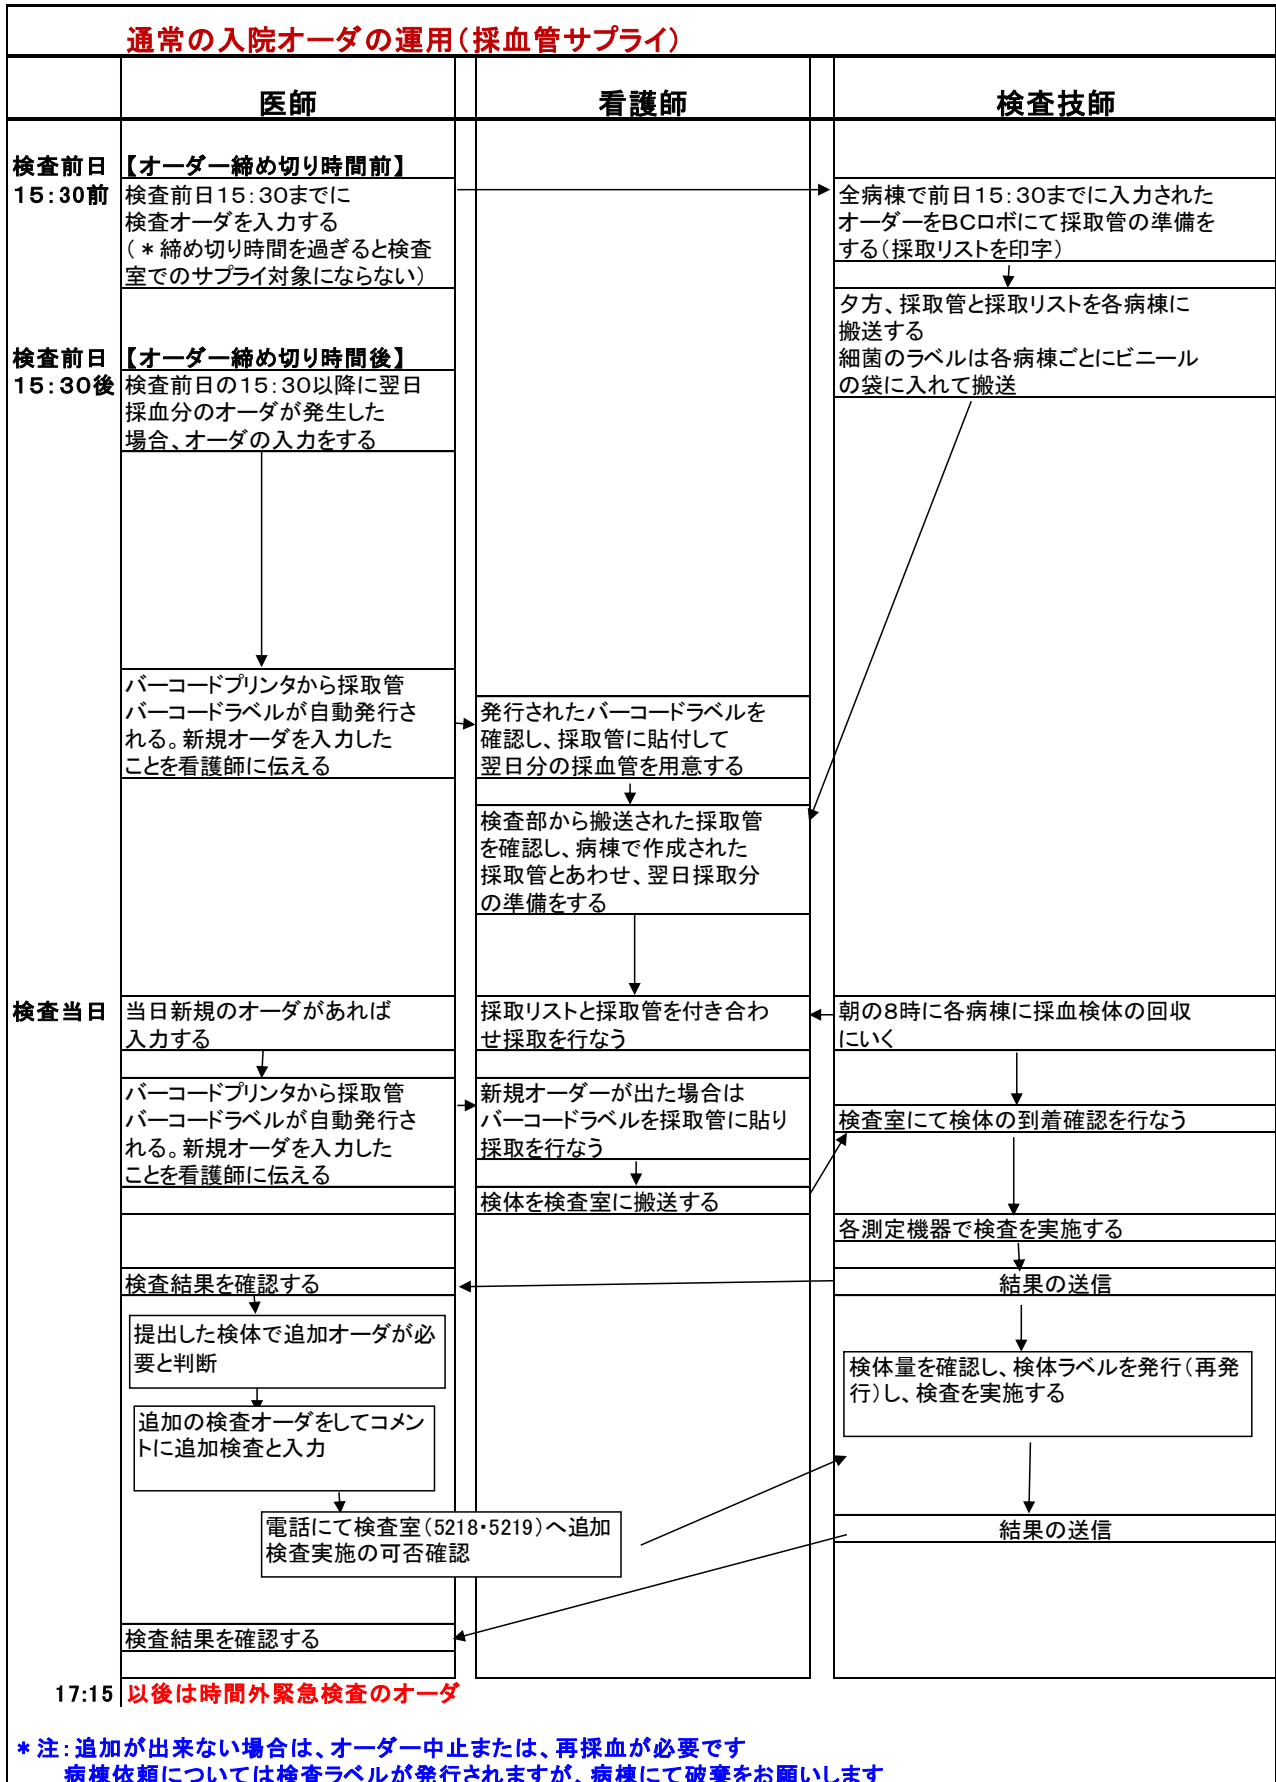 通常の入院オーダの運用（採血管サプライ）
医師
看護師
検査技師
検査前日
15：30前
【オーダー締め切り時間前】
検査前日１５：３０までに
検査オーダを入力する
（＊締め切り時間を過ぎると検査
室でのサプライ対象にならない）
全病棟で前日１５：３０までに入力された
オーダーをＢＣロボにて採取管の準備を
する（採取リストを印字）
夕方、採取管と採取リストを各病棟に
搬送する
細菌のラベルは各病棟ごとにビニール
の袋に入れて搬送
検査前日
15：30後
【オーダー締め切り時間後】
検査前日の１５：３０以降に翌日
採血分のオーダが発生した
場合、オーダの入力をする
バーコードプリンタから採取管
バーコードラベルが自動発行さ
れる。新規オーダを入力した
ことを看護師に伝える
発行されたバーコードラベルを
確認し、採取管に貼付して
翌日分の採血管を用意する
検査部から搬送された採取管
を確認し、病棟で作成された
採取管とあわせ、翌日採取分
の準備をする
検査当日
当日新規のオーダがあれば
入力する
採取リストと採取管を付き合わ
せ採取を行なう
朝の８時に各病棟に採血検体の回収
にいく
バーコードプリンタから採取管
バーコードラベルが自動発行さ
れる。新規オーダを入力した
ことを看護師に伝える
新規オーダーが出た場合は
バーコードラベルを採取管に貼り
採取を行なう
検査室にて検体の到着確認を行なう
検体を検査室に搬送する
各測定機器で検査を実施する
検査結果を確認する
結果の送信
提出した検体で追加オーダが必
要と判断
検体量を確認し、検体ラベルを発行（再発
行）し、検査を実施する
追加の検査オーダをしてコメン
トに追加検査と入力
電話にて検査室（5218・5219）へ追加
検査実施の可否確認
結果の送信
検査結果を確認する
17:15
以後は時間外緊急検査のオーダ
＊注：追加が出来ない場合は、オーダー中止または、再採血が必要です
病棟依頼については検査ラベルが発行されますが、病棟にて破棄をお願いします